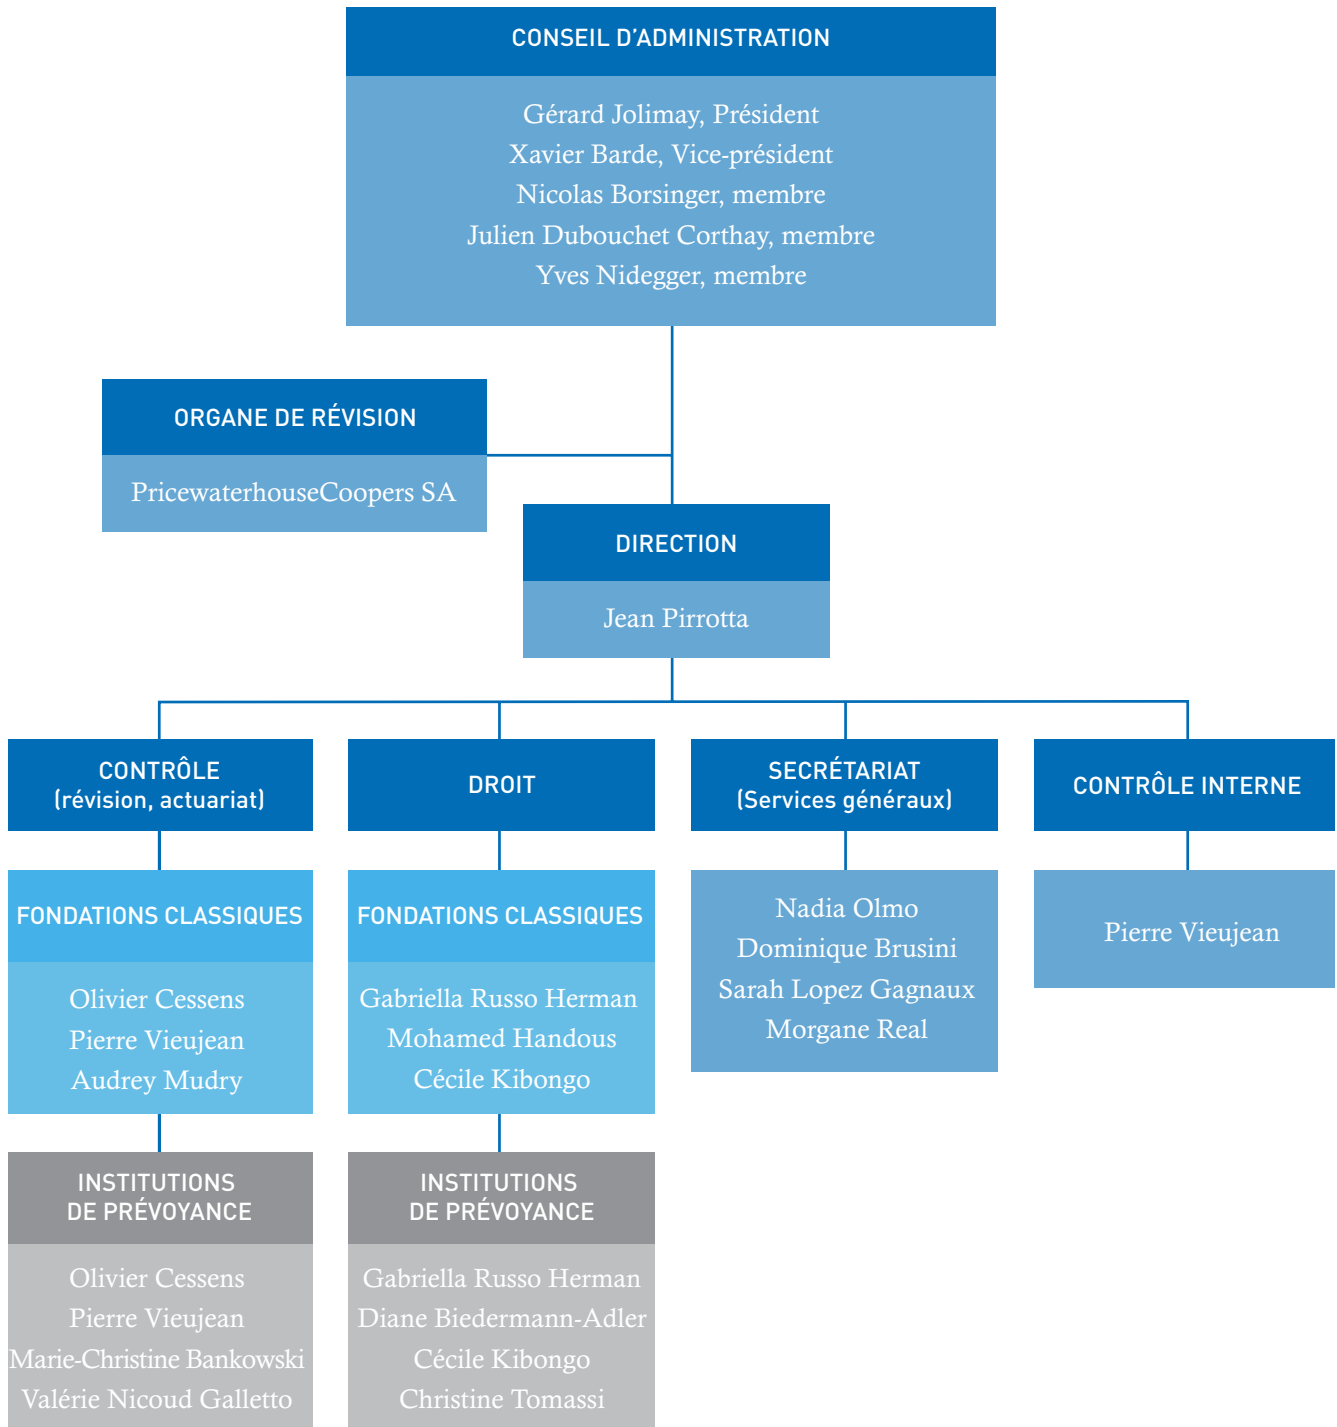 CONSEIL D’ADMINISTRATION
Gérard Jolimay, Président
Xavier Barde, Vice-président
Nicolas Borsinger, membre
Julien Dubouchet Corthay, membre
Yves Nidegger, membre
ORGANE DE RÉVISION
PricewaterhouseCoopers SA
DIRECTION
Jean Pirrotta
CONTRÔLE
(révision, actuariat)
FONDATIONS CLASSIQUES
Olivier Cessens
Pierre Vieujean
Audrey Mudry
INSTITUTIONS
DE PRÉVOYANCE
Olivier Cessens
Pierre Vieujean
Marie-Christine Bankowski
Valérie Nicoud Galletto
DROIT
FONDATIONS CLASSIQUES
Gabriella Russo Herman
Mohamed Handous
Cécile Kibongo
INSTITUTIONS
DE PRÉVOYANCE
Gabriella Russo Herman
Diane Biedermann-Adler
Cécile Kibongo
Christine Tomassi
SECRÉTARIAT
(Services généraux)
Nadia Olmo
Dominique Brusini
Sarah Lopez Gagnaux
Morgane Real
CONTRÔLE INTERNE
Pierre Vieujean